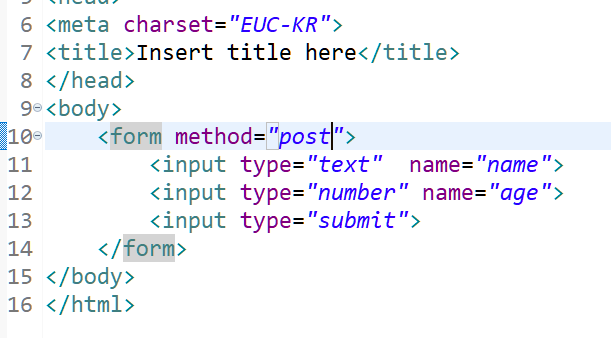 5 <head>
6 <meta charset="EUC-KR">
7 <title>Insert title here</title>
8 </head>
9 <body>
10 <form method="post">
11 <input type="text"  name="name">
12 <input type="number" name="age">
13 <input type="submit">
14 </form>
15 </body>
16 </html>